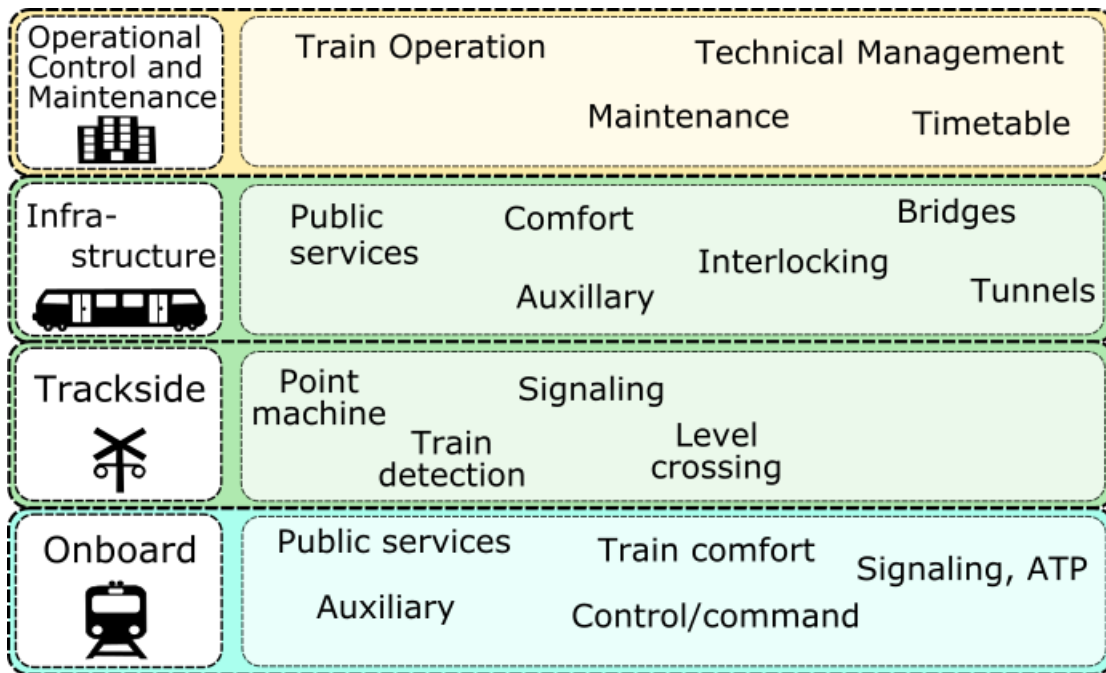 Operational
Control and
Maintenance
Train Operation
Technical Management
Maintenance
Timetable
Infra-
structure
Public
services
Comfort
Bridges
Interlocking
Auxillary
Tunnels
Trackside
Point
machine
Signaling
Train
detection
Level
crossing
Onboard
Public services
Train comfort
Signaling, ATP
Auxiliary
Control/command